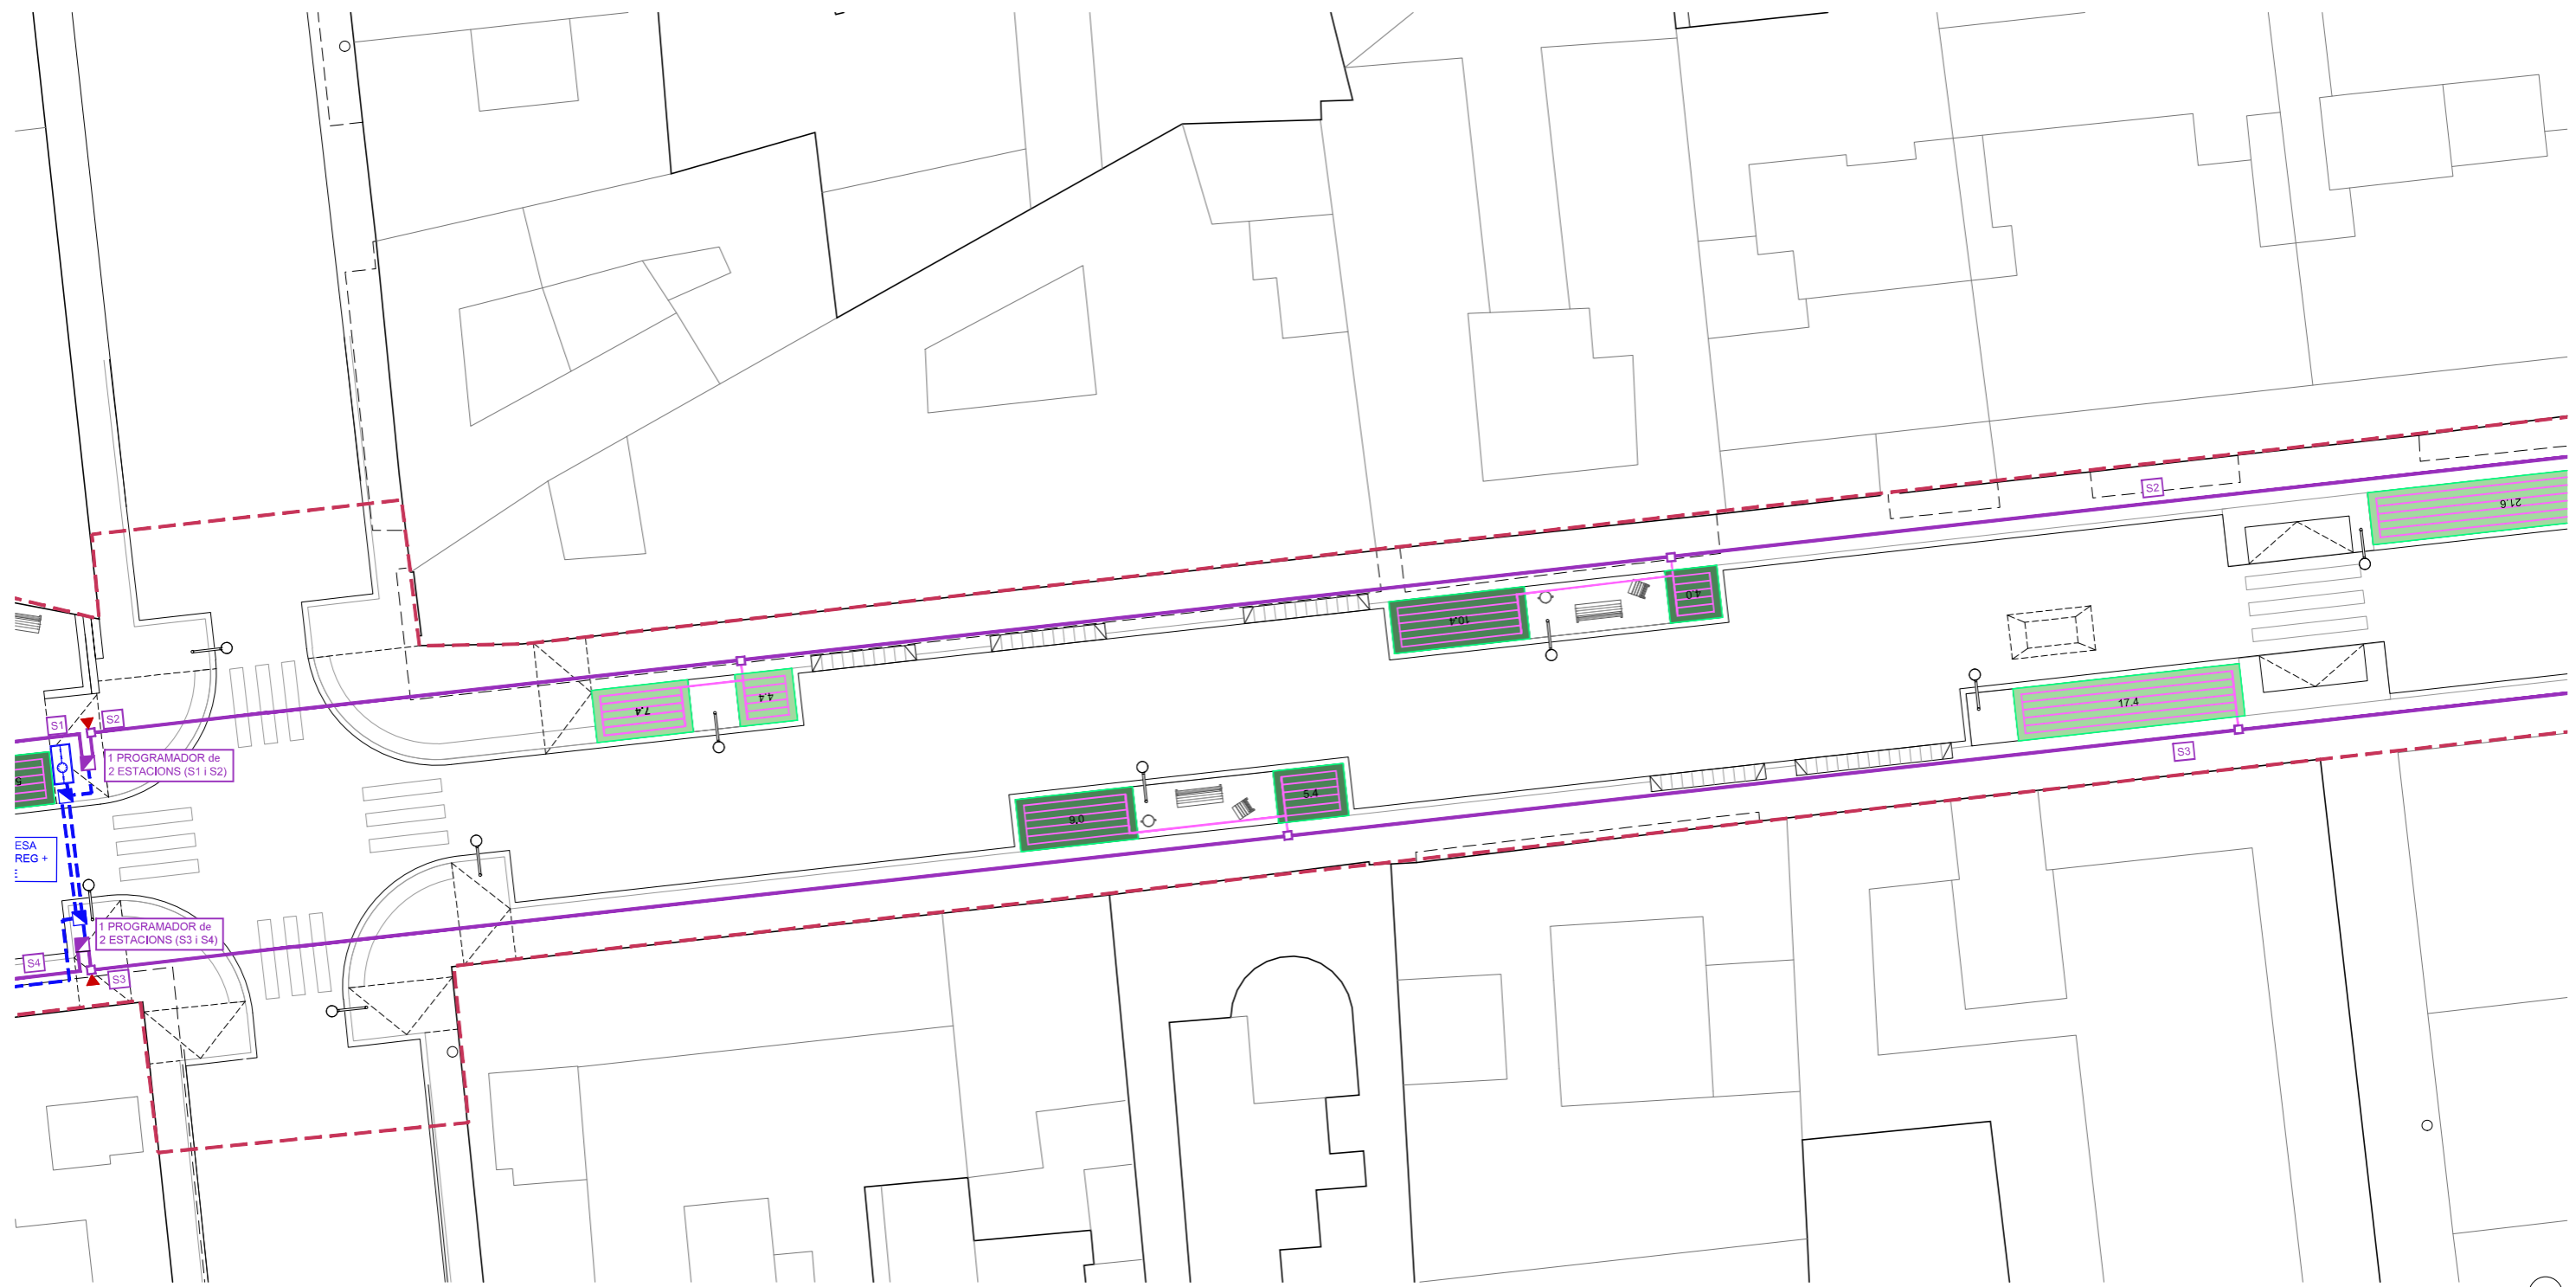 S2
21.6
4.0
10.4
4.4
7.4
S1
S2
1 PROGRAMADOR de
2 ESTACIONS (S1 i S2)
17.4
S3
5.4
9.0
ESA
REG +
E
1 PROGRAMADOR de
2 ESTACIONS (S3 i S4)
S4
S3